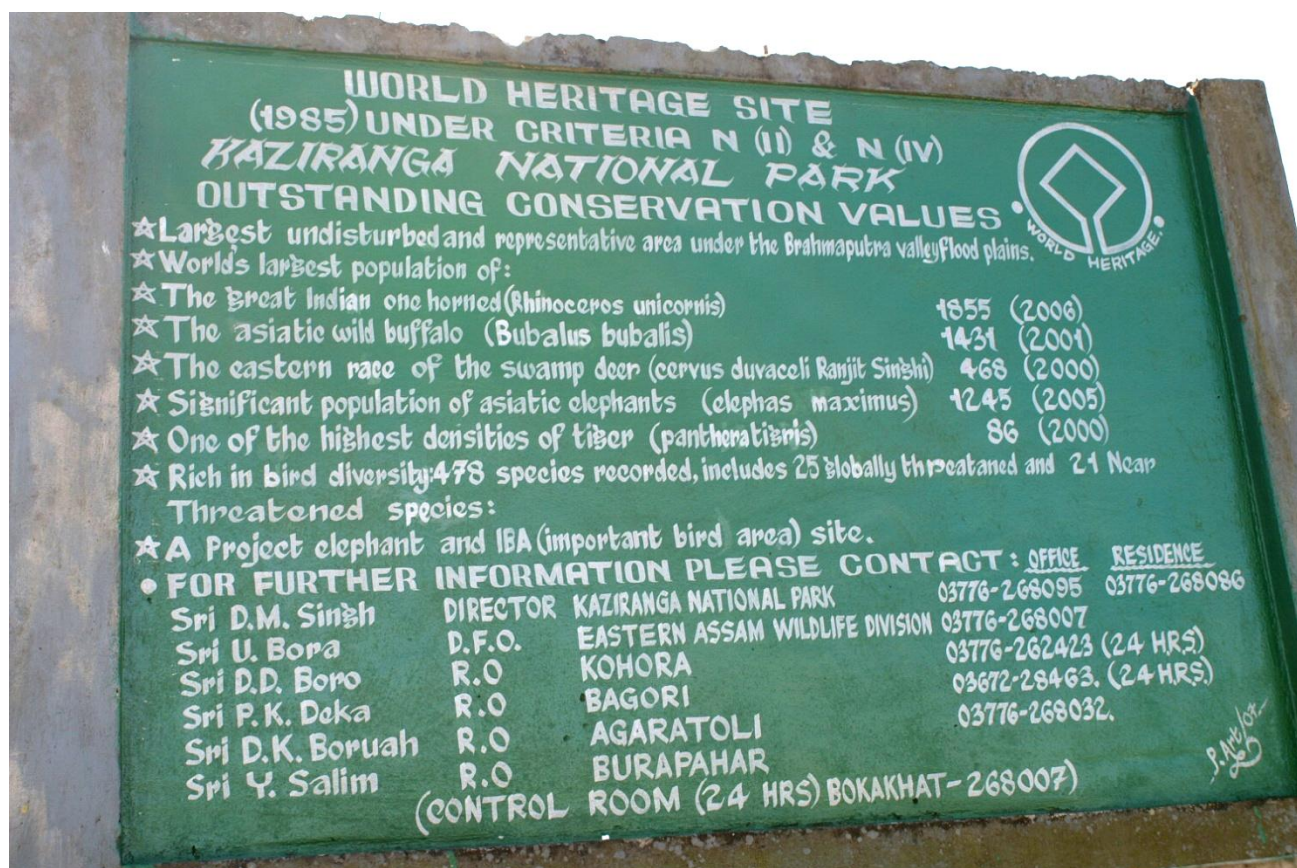 WORLD HERITAGE SITE
(1985) UNDER CRITERIA N (II) & N (IV)
KAZIRANGA NATIONAL PARK
OUTSTANDING CONSERVATION VALUES
WORLD HERITAGE.
☆Largest undisturbed and representative area under the Brahmaputra valley flood plains.
☆Worlds largest population of:
☆The great Indian one horned (Rhinoceros unicornis) 1855 (2006)
☆The asiatic wild buffalo (Bubalus bubalis) 1431 (2001)
☆The eastern race of the swamp deer (cervus duvaceli Ranjit Singhi) 468 (2000)
☆Significant population of asiatic elephants (elephas maximus) 1245 (2005)
☆One of the highest densities of tiger (panthera tigris) 86 (2000)
☆Rich in bird diversity:478 species recorded, includes 25 globally threataned and 21 Near
Threatened species:
☆A Project elephant and IBA (important bird area) site.
• FOR FURTHER INFORMATION PLEASE CONTACT: OFFICE RESIDENCE
Sri D.M. Singh DIRECTOR KAZIRANGA NATIONAL PARK 03776-268095 03776-268086
Sri U. Bora D.F.O. EASTERN ASSAM WILDLIFE DIVISION 03776-268007
Sri D.D. Boro R.O KOHORA 03776-262423 (24 HRS)
Sri P.K. Deka R.O BAGORI 03672-28463. (24 HRS.)
Sri D.K. Boruah R.O AGARATOLI 03776-268032.
Sri Y. Salim R.O BURAPAHAR
(CONTROL ROOM (24 HRS) BOKAKHAT-268007)
P. Art/07